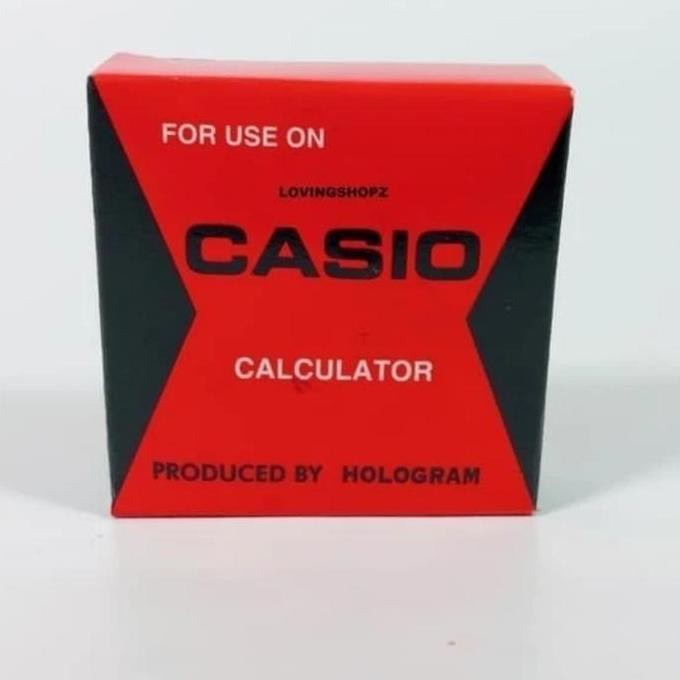 FOR USE ON
LOVINGSHOPZ
CASIO
CALCULATOR
PRODUCED BY HOLOGRAM